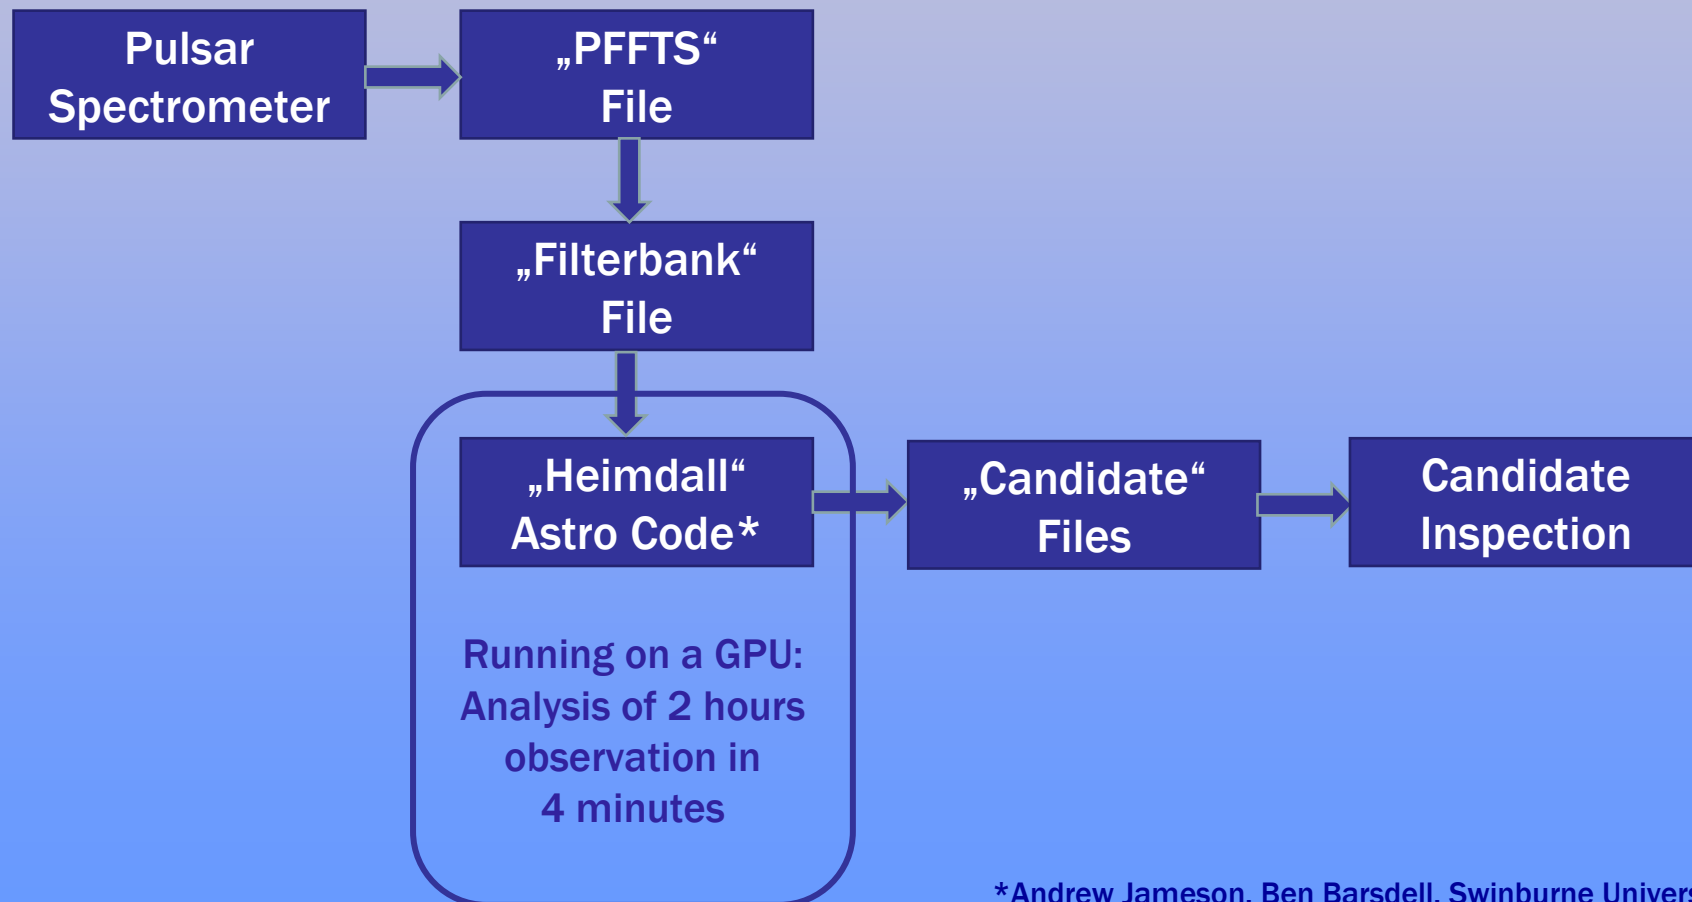 Pulsar
Spectrometer
„PFFTS“
File
„Filterbank“
File
„Heimdall“
Astro Code*
„Candidate“
Files
Candidate
Inspection
Running on a GPU:
Analysis of 2 hours
observation in
4 minutes
*Andrew Jameson, Ben Barsdell, Swinburne